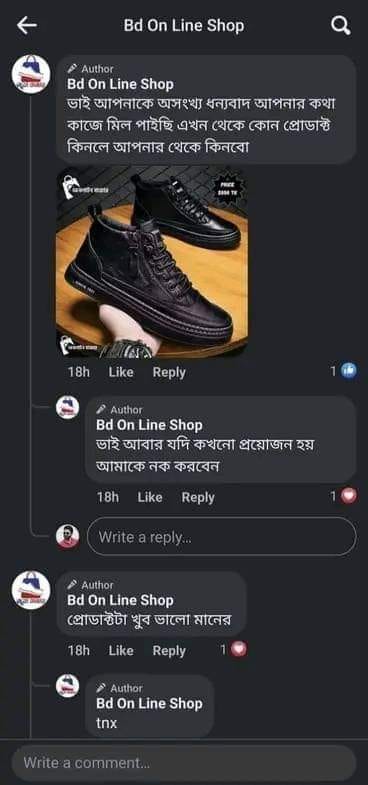 Bd On Line Shop
Author
Bd On Line Shop
ভাই আপনাকে অসংখ্য ধন্যবাদ আপনার কথা
কাজে মিল পাইছি এখন থেকে কোন প্রোডাক্ট
কিনলে আপনার থেকে কিনবো
PRICE
18h Like Reply 1
Author
Bd On Line Shop
ভাই আবার যদি কখনো প্রয়োজন হয়
আমাকে নক করবেন
18h Like Reply 1
Write a reply...
Author
Bd On Line Shop
প্রোডাক্টটা খুব ভালো মানের
18h Like Reply 1
Author
Bd On Line Shop
tnx
Write a comment...